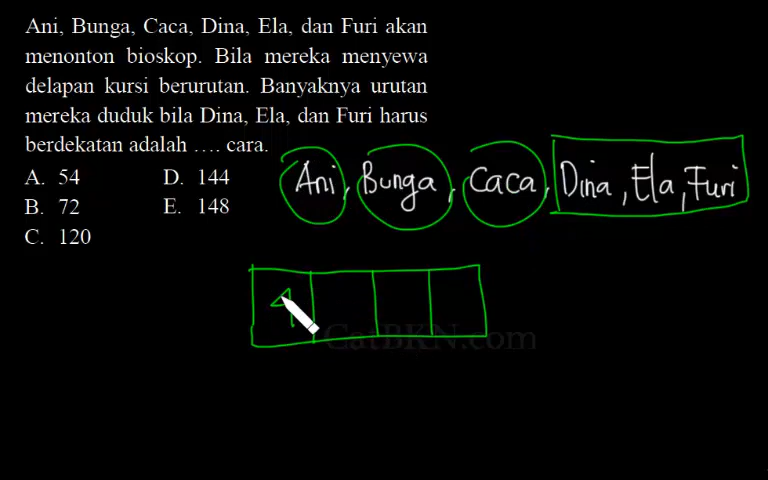 Ani, Bunga, Caca, Dina, Ela, dan Furi akan
menonton bioskop. Bila mereka menyewa
delapan kursi berurutan. Banyaknya urutan
mereka duduk bila Dina, Ela, dan Furi harus
berdekatan adalah …. cara.
A. 54
D. 144
B. 72
E. 148
C. 120
Ani, Bunga, Caca, Dina, Ela, Furi
4
CatBKN.com